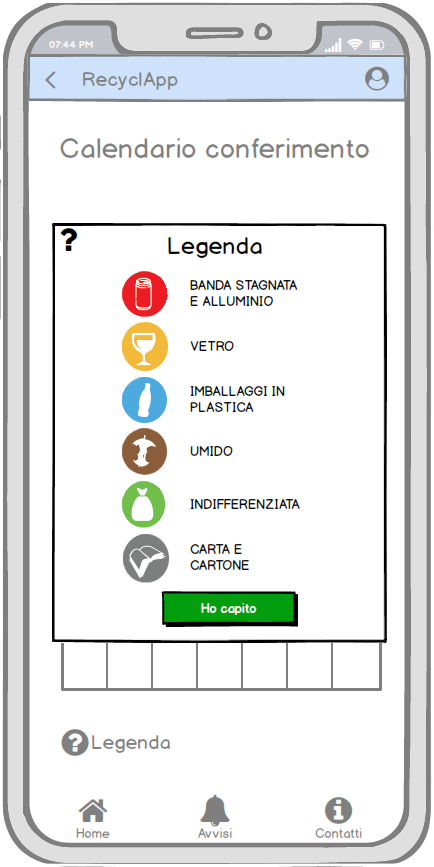 07:44 PM
RecyclApp
Calendario conferimento
?
Legenda
BANDA STAGNATA
E ALLUMINIO
VETRO
IMBALLAGGI IN
PLASTICA
UMIDO
INDIFFERENZIATA
CARTA E
CARTONE
Ho capito
? Legenda
Home
Avvisi
Contatti